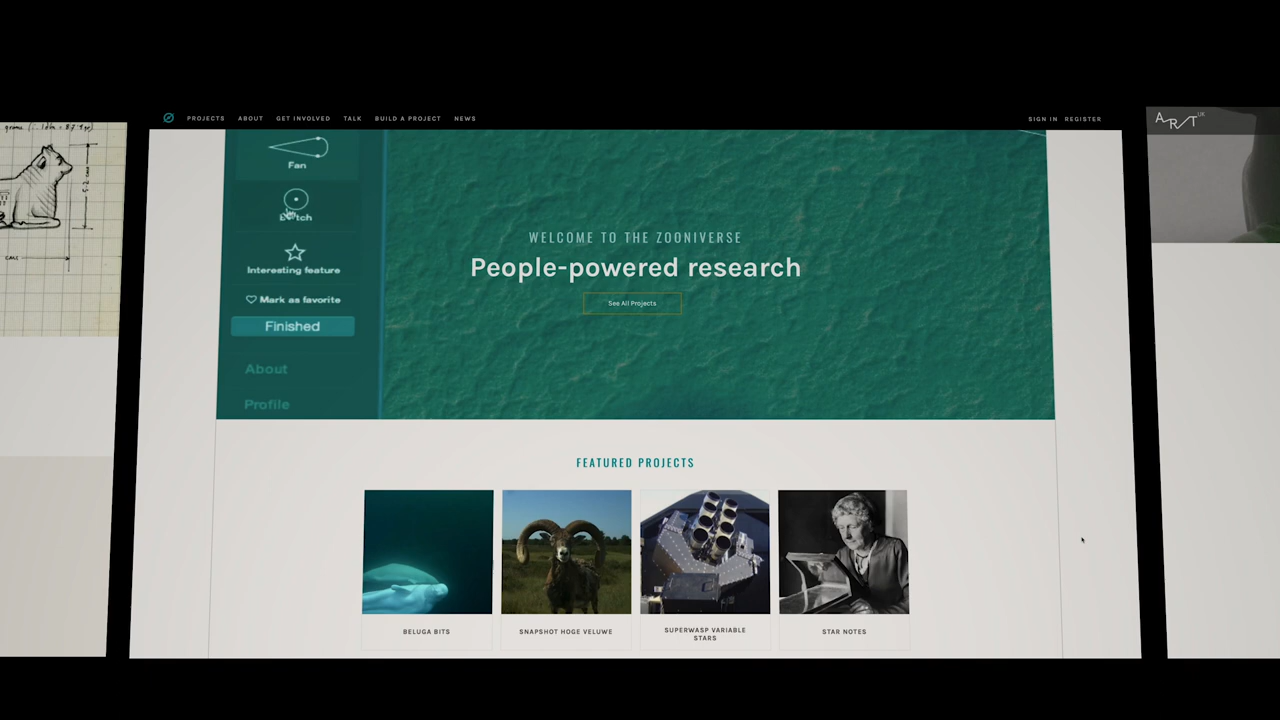 PROJECTS ABOUT GET INVOLVED TALK BUILD A PROJECT NEWS
SIGN IN REGISTER
ART UK
Fan
Interesting feature
Mark as favorite
Finished
About
Profile
WELCOME TO THE ZOONIVERSE
People-powered research
See All Projects
FEATURED PROJECTS
BELUGA BITS
SNAPSHOT HOGE VELUWE
SUPERWASP VARIABLE
STARS
STAR NOTES